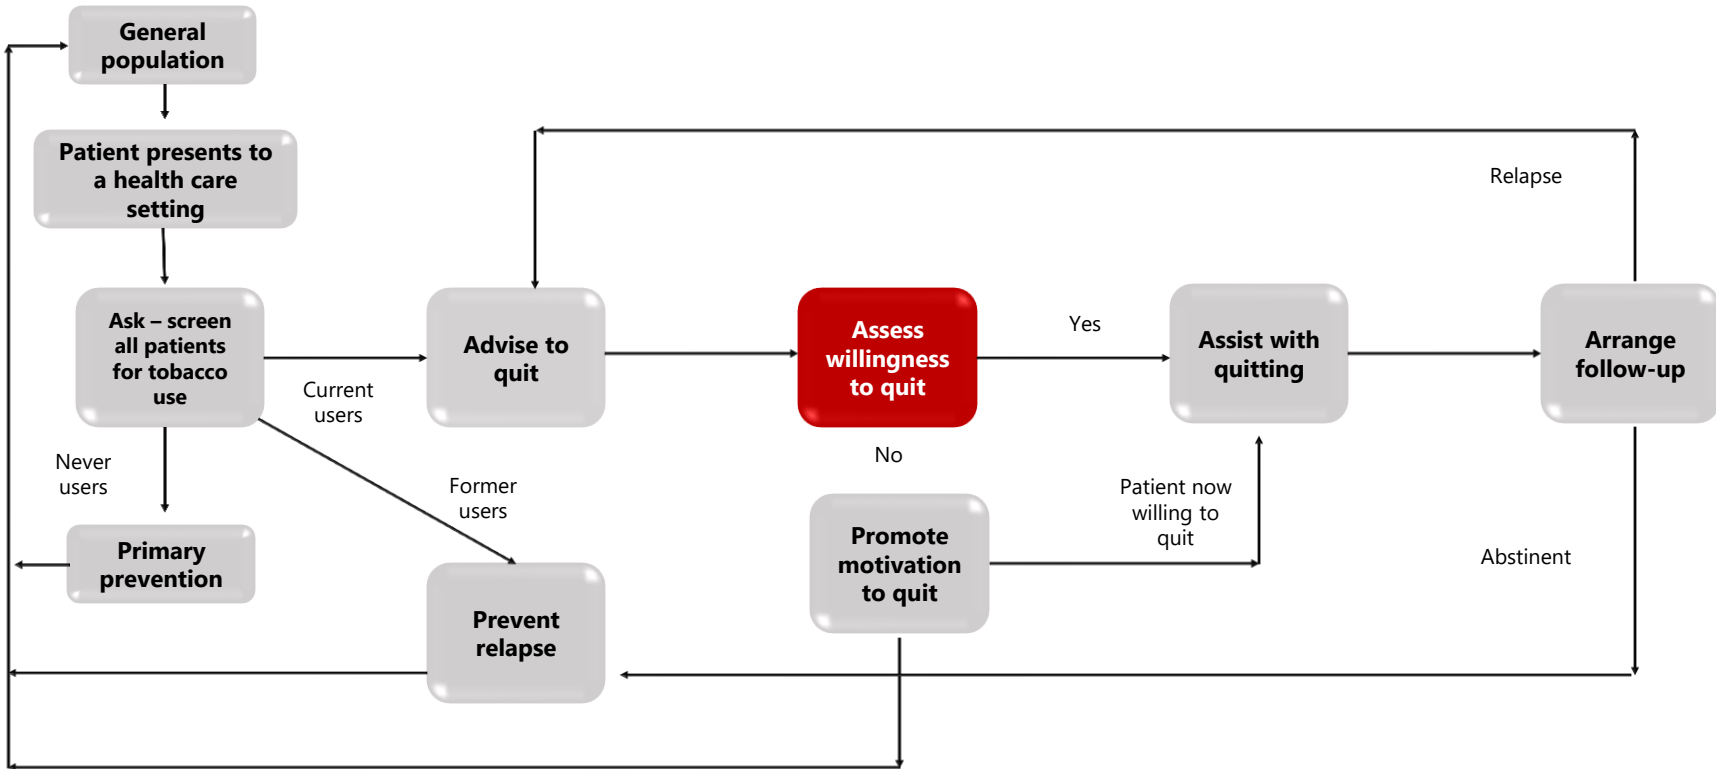 General
population
Patient presents to
a health care
setting
Relapse
Ask – screen
all patients
for tobacco
use
Advise to
quit
Assess
willingness
to quit
Yes
Assist with
quitting
Arrange
follow-up
Current
users
Never
users
Former
users
No
Patient now
willing to
quit
Primary
prevention
Promote
motivation
to quit
Abstinent
Prevent
relapse